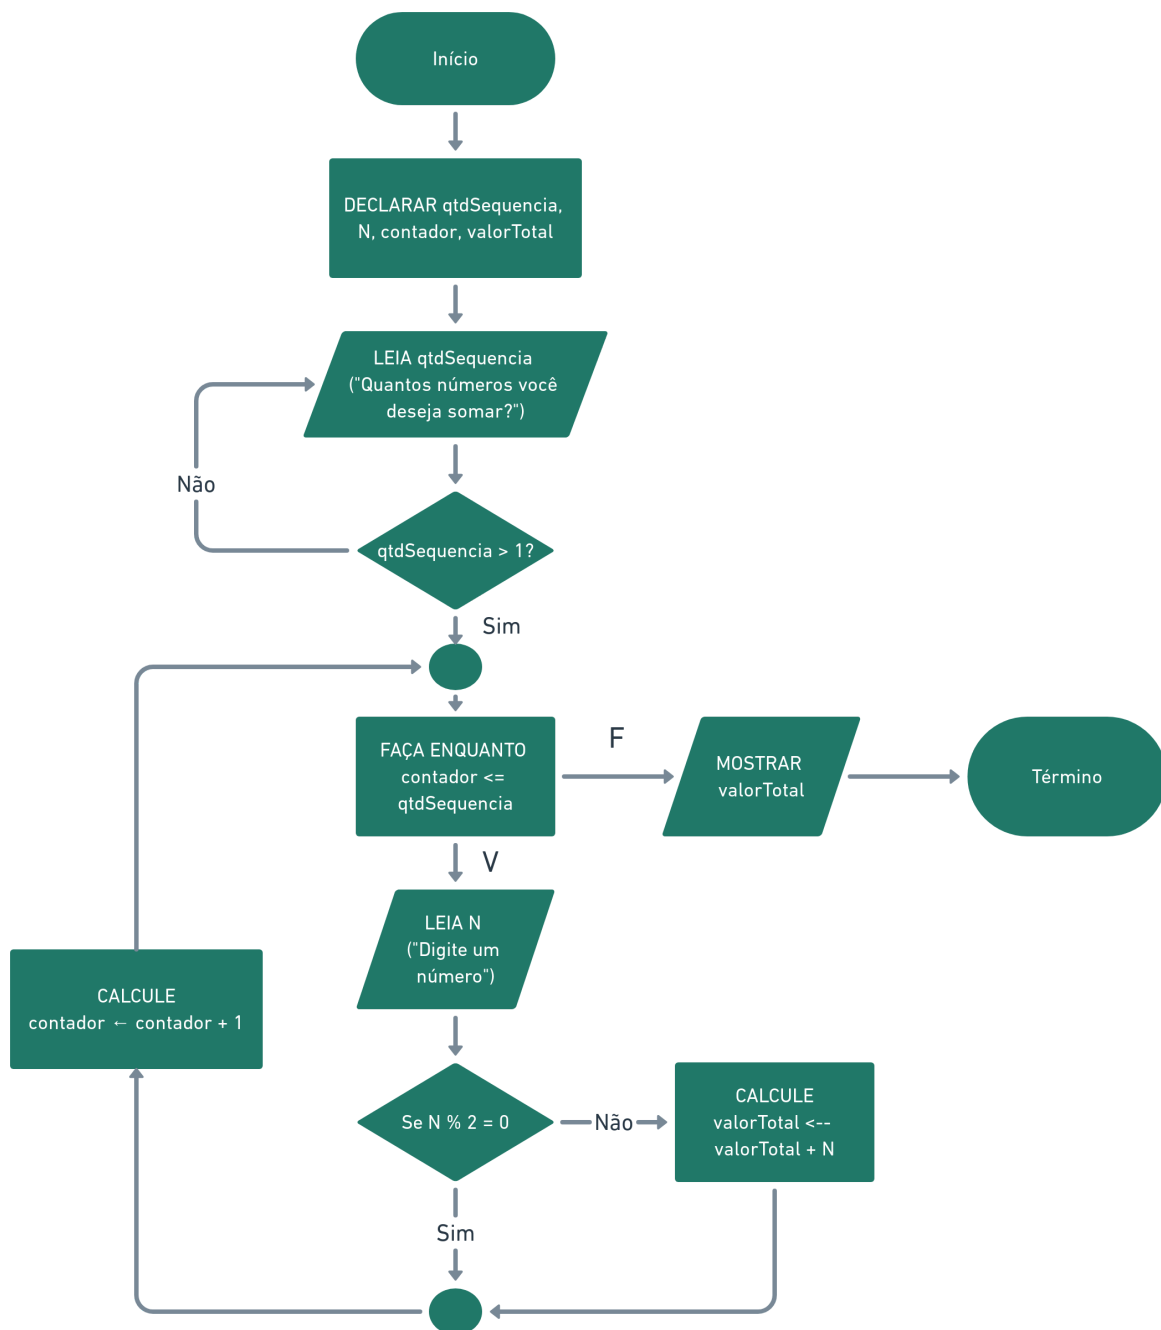 Início
DECLARAR qtdSequencia,
N, contador, valorTotal
LEIA qtdSequencia
("Quantos números você
deseja somar?")
Não
qtdSequencia > 1?
Sim
FAÇA ENQUANTO
contador <=
qtdSequencia
F
MOSTRAR
valorTotal
Término
V
LEIA N
("Digite um
número")
CALCULE
contador ← contador + 1
Se N % 2 = 0
Não
CALCULE
valorTotal <--
valorTotal + N
Sim